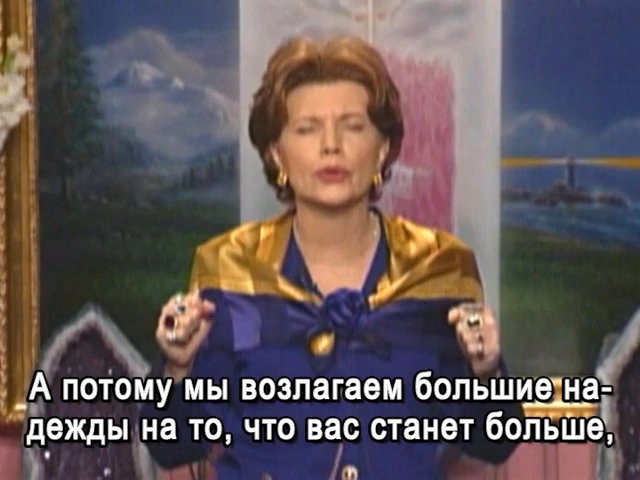 А потому мы возлагаем большие на-
дежды на то, что вас станет больше,